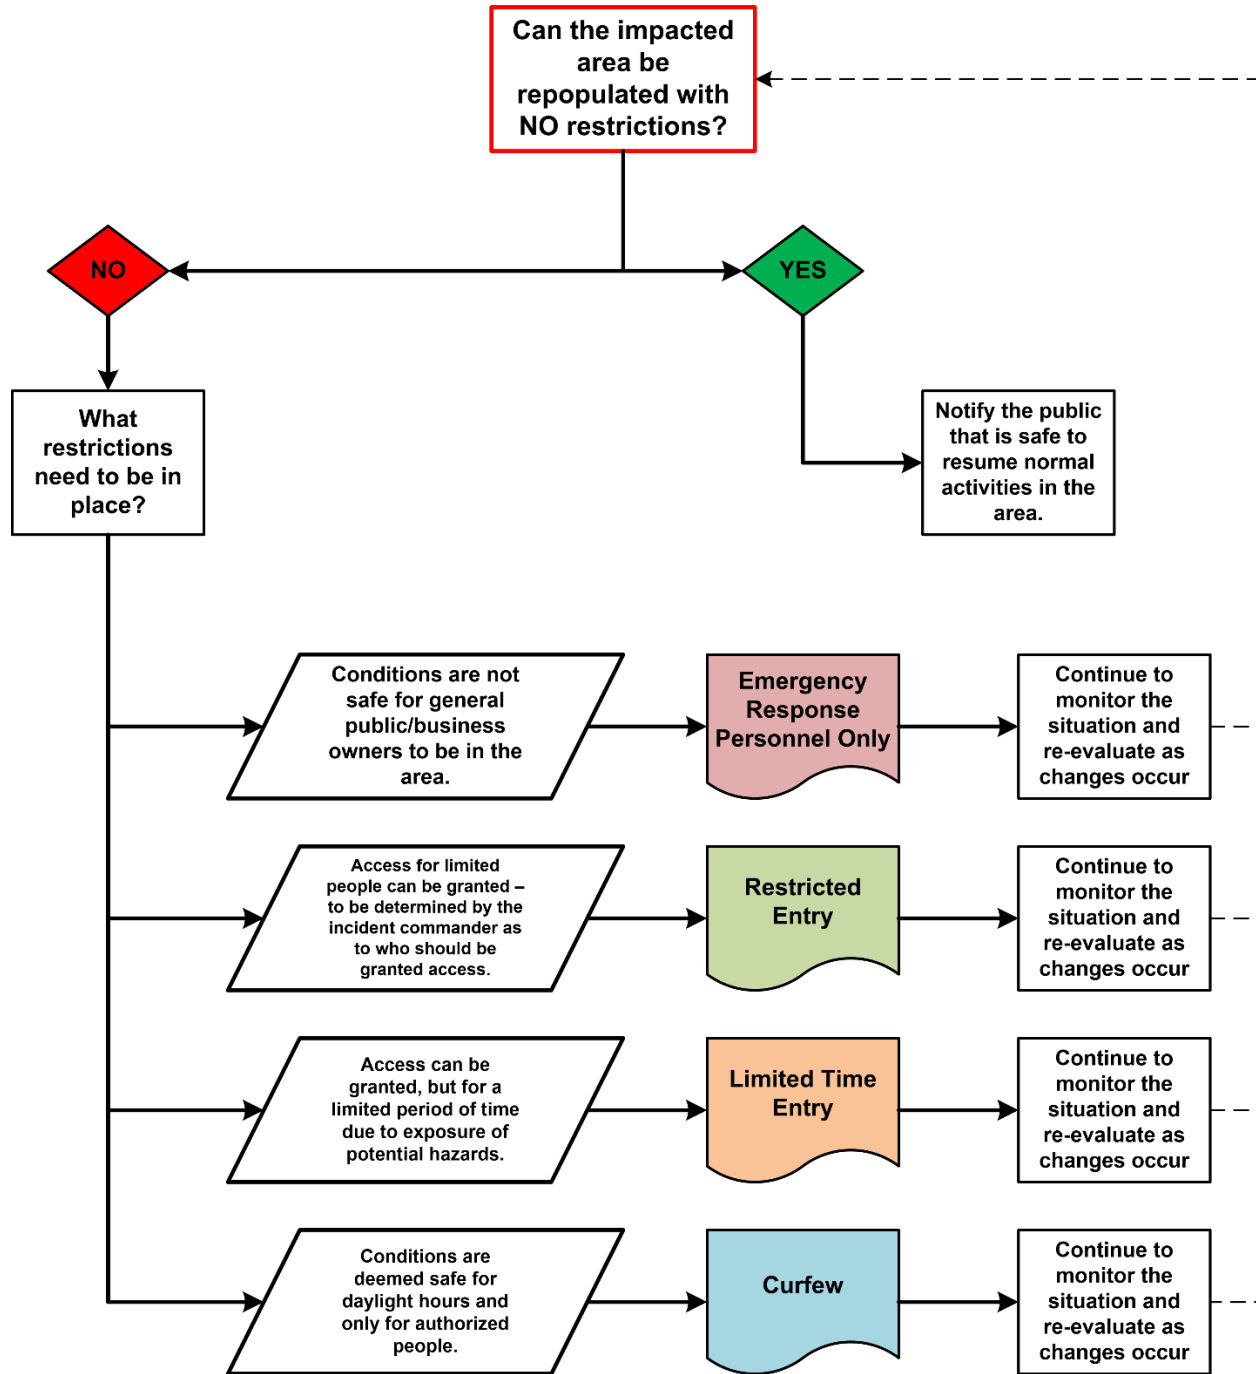 Can the impacted
area be
repopulated with
NO restrictions?
NO
YES
What
restrictions
need to be in
place?
Notify the public
that is safe to
resume normal
activities in the
area.
Conditions are not
safe for general
public/business
owners to be in the
area.
Emergency
Response
Personnel Only
Continue to
monitor the
situation and
re-evaluate as
changes occur
Access for limited
people can be granted –
to be determined by the
incident commander as
to who should be
granted access.
Restricted
Entry
Continue to
monitor the
situation and
re-evaluate as
changes occur
Access can be
granted, but for a
limited period of time
due to exposure of
potential hazards.
Limited Time
Entry
Continue to
monitor the
situation and
re-evaluate as
changes occur
Conditions are
deemed safe for
daylight hours and
only for authorized
people.
Curfew
Continue to
monitor the
situation and
re-evaluate as
changes occur